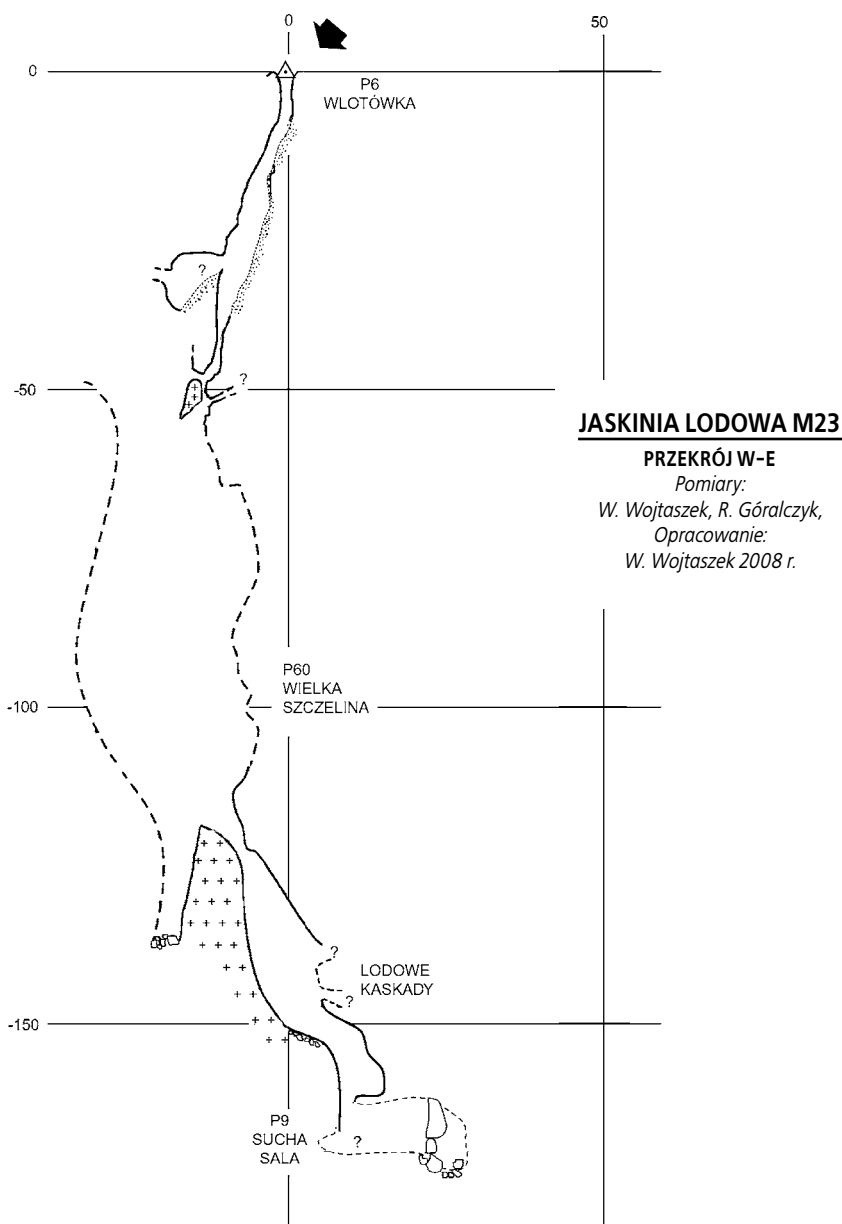 0
50
0
P6
WLOTÓWKA
?
-50
?
JASKINIA LODOWA M23
PRZEKRÓJ W-E
Pomiary:
W. Wojtaszek, R. Góralczyk,
Opracowanie:
W. Wojtaszek 2008 r.
P60
WIELKA
SZCZELINA
-100
?
LODOWE
KASKADY
?
-150
P9
SUCHA
SALA
?